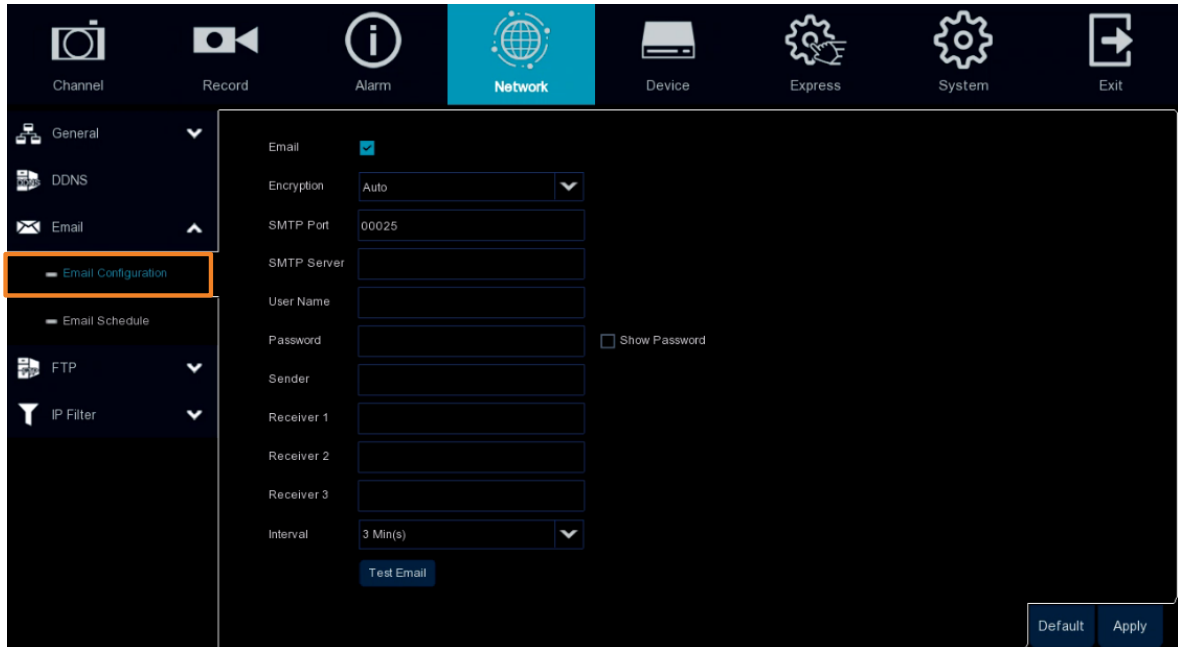 Channel Record Alarm Network Device Express System Exit
General
DDNS
Email
Email Configuration
Email Schedule
FTP
IP Filter
Email
Encryption Auto
SMTP Port 00025
SMTP Server
User Name
Password Show Password
Sender
Receiver 1
Receiver 2
Receiver 3
Interval 3 Min(s)
Test Email
Default Apply